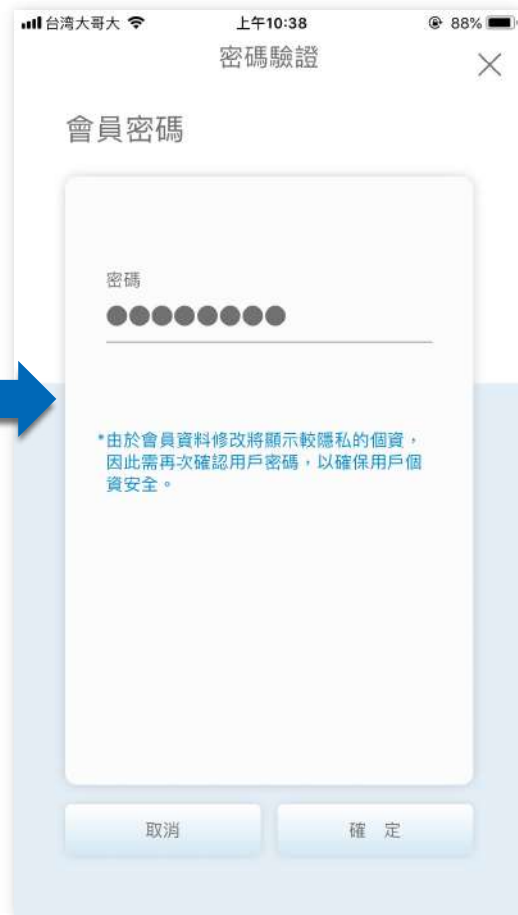 台湾大哥大 上午10:38 88%
密碼驗證
會員密碼
密碼
●●●●●●●●
*由於會員資料修改將顯示較隱私的個資，
因此需再次確認用戶密碼，以確保用戶個
資安全。
取消 確 定